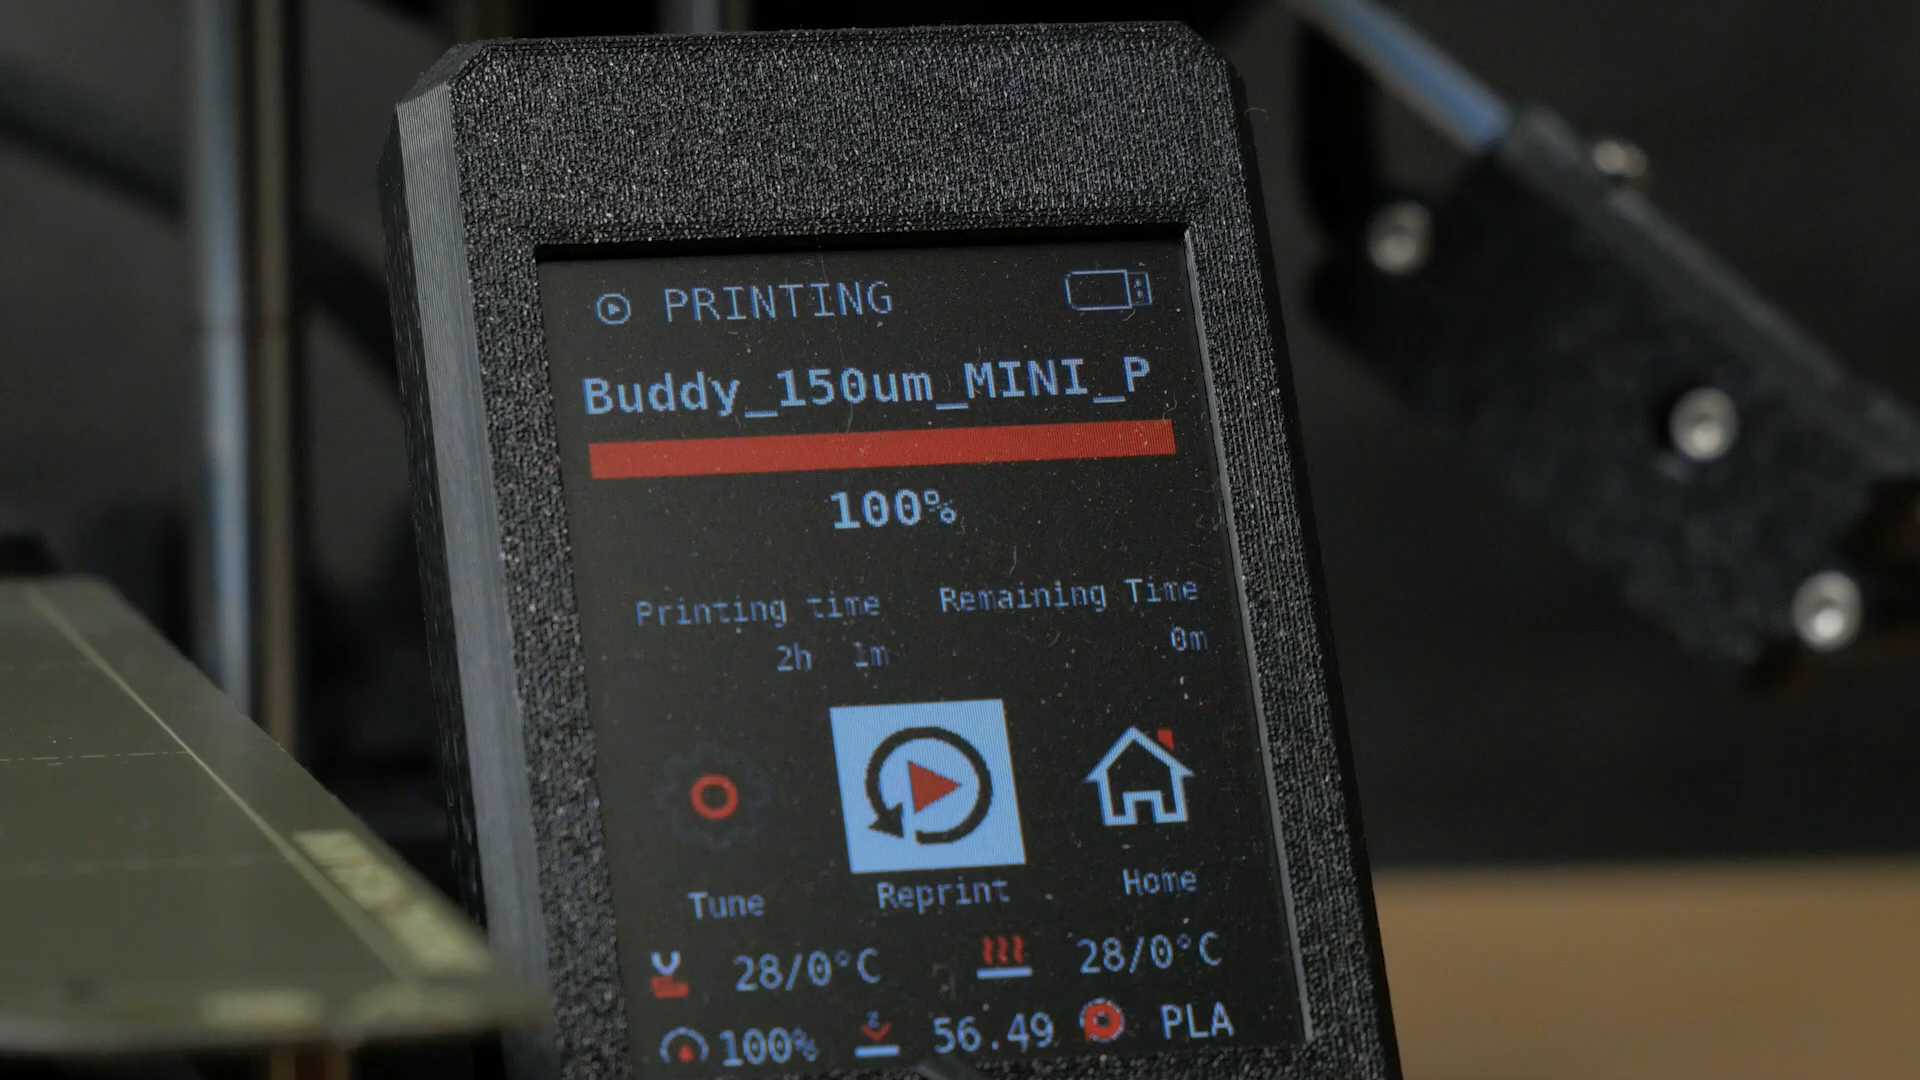 PRINTING
Buddy_150um_MINI_P
100%
Printing time Remaining Time
2h 1m 0m
Tune Reprint Home
28/0°C 28/0°C
100% 56.49 PLA